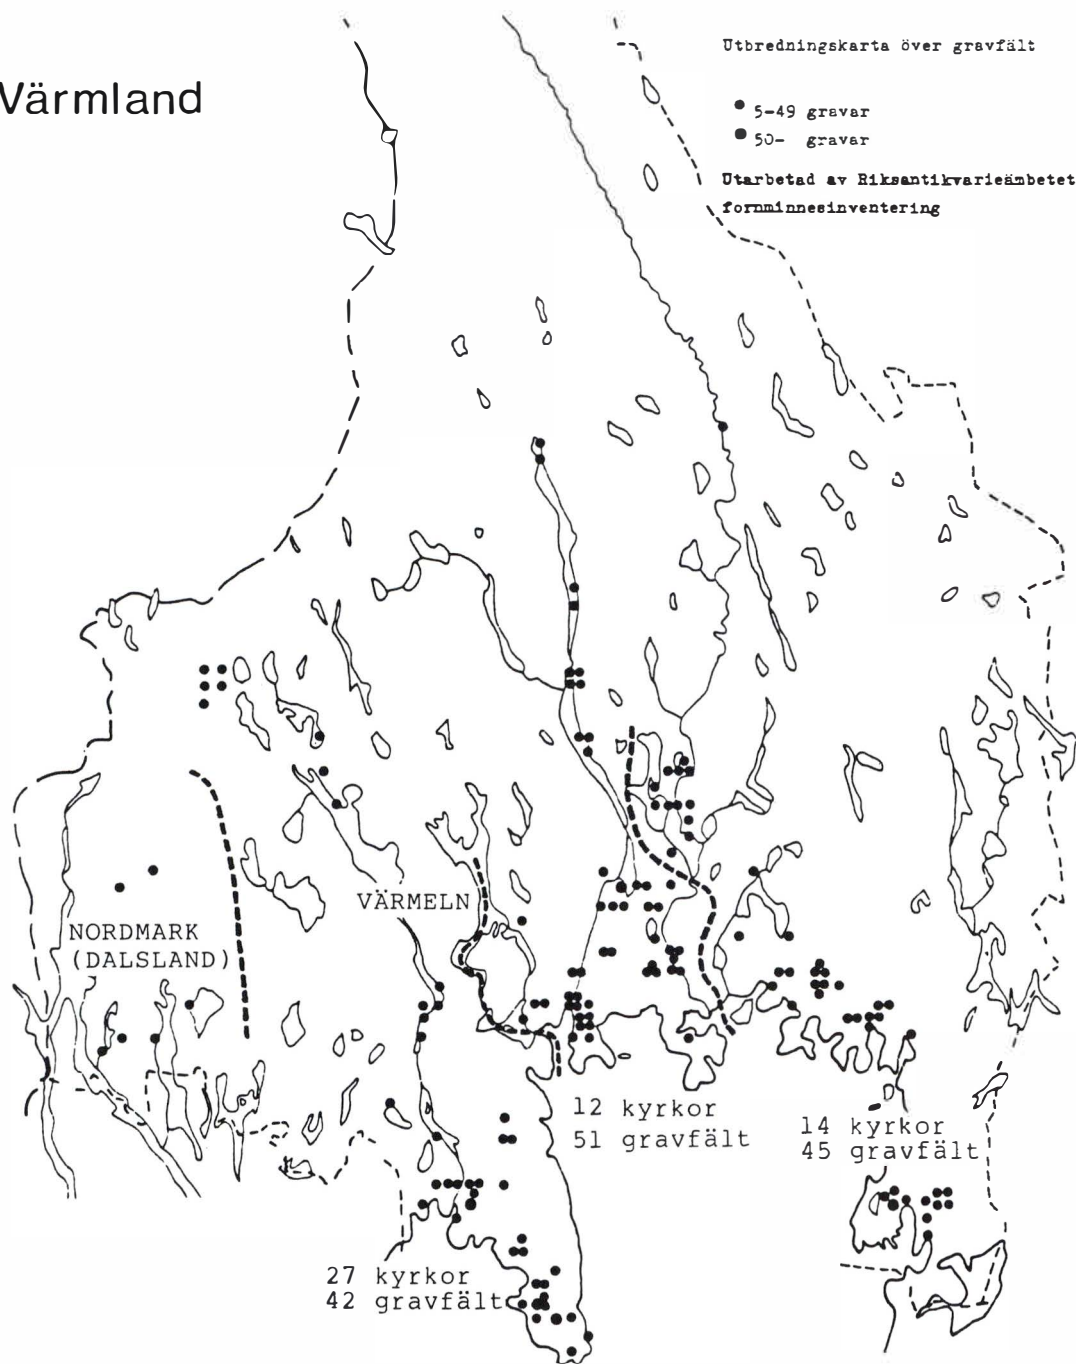 Värmland
Utbredningskarta över gravfält
5-49 gravar
50- gravar
Utarbetad av Riksantikvarieämbetet
fornminnesinventering
VÄRMELN
NORDMARK
(DALSLAND)
12 kyrkor
51 gravfält
14 kyrkor
45 gravfält
27 kyrkor
42 gravfält